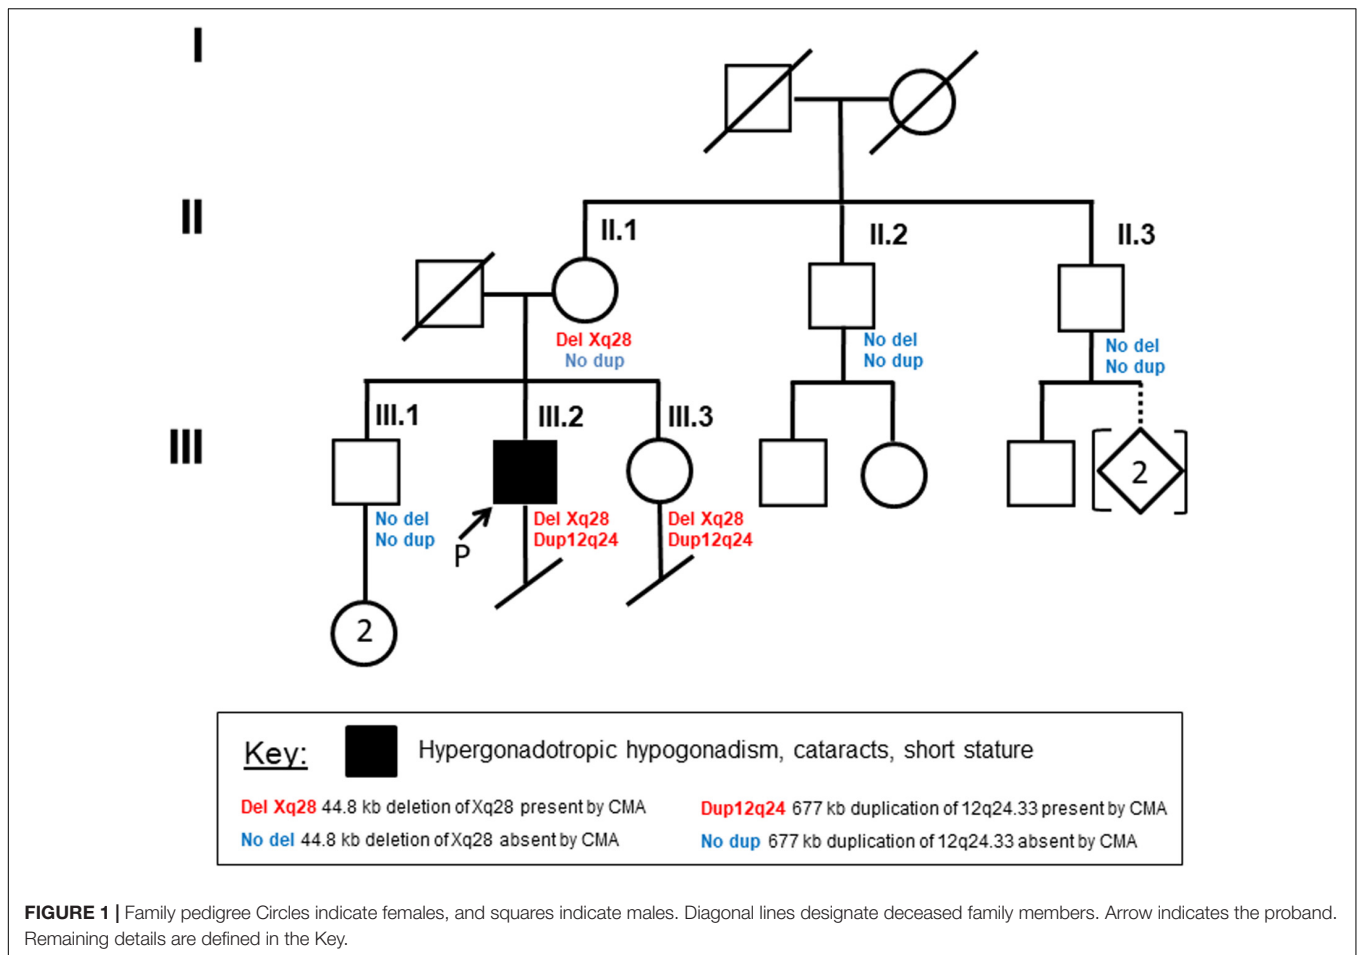 I
II
II.1
II.2
II.3
Del Xq28
No dup
No del
No dup
No del
No dup
III
III.1
III.2
III.3
2
No del
No dup
Del Xq28
Dup12q24
Del Xq28
Dup12q24
P
2
Key:
Hypergonadotropic hypogonadism, cataracts, short stature
Del Xq28 44.8 kb deletion of Xq28 present by CMA
Dup12q24 677 kb duplication of 12q24.33 present by CMA
No del 44.8 kb deletion of Xq28 absent by CMA
No dup 677 kb duplication of 12q24.33 absent by CMA
FIGURE 1 | Family pedigree Circles indicate females, and squares indicate males. Diagonal lines designate deceased family members. Arrow indicates the proband.
Remaining details are defined in the Key.